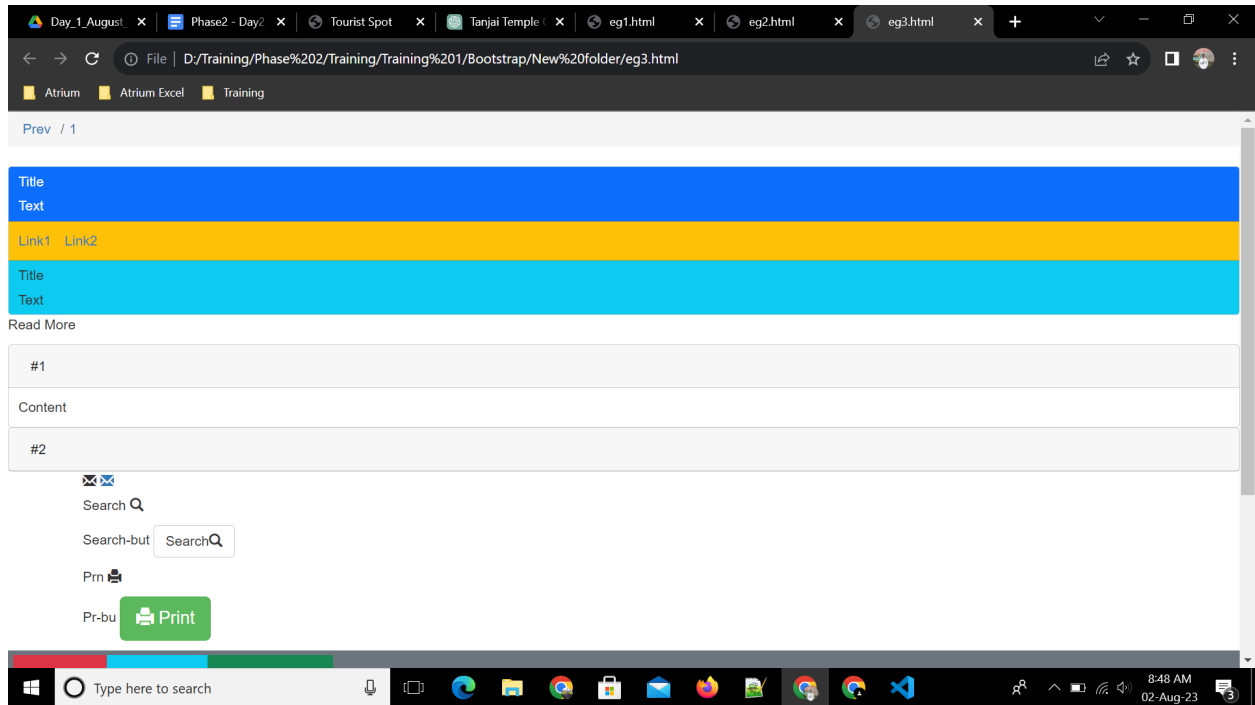 Day_1_August_ Phase2 - Day2 Tourist Spot Tanjai Temple eg1.html eg2.html eg3.html
File D:/Training/Phase%202/Training/Training%201/Bootstrap/New%20folder/eg3.html
Atrium Atrium Excel Training
Prev / 1
Title
Text
Link1 Link2
Title
Text
Read More
#1
Content
#2
Search
Search-but Search
Prn
Pr-bu Print
Type here to search
8:48 AM
02-Aug-23
3